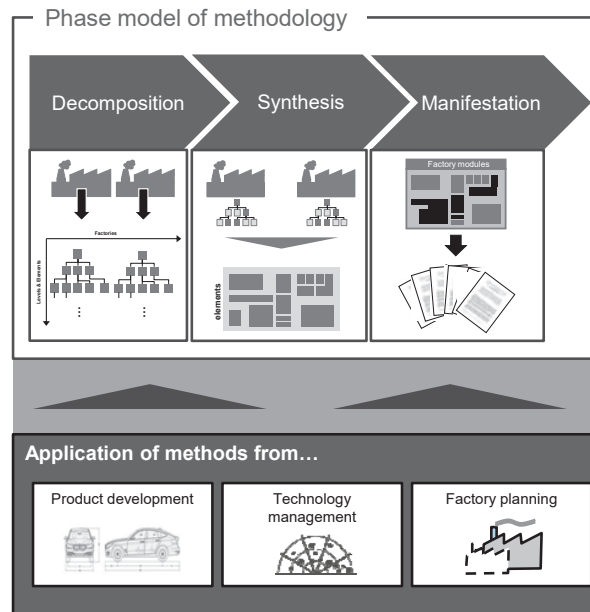 Phase model of methodology
Decomposition
Synthesis
Manifestation
Factories
Levels & Elements
elements
Factory modules
Application of methods from...
Product development
Technology
management
Factory planning